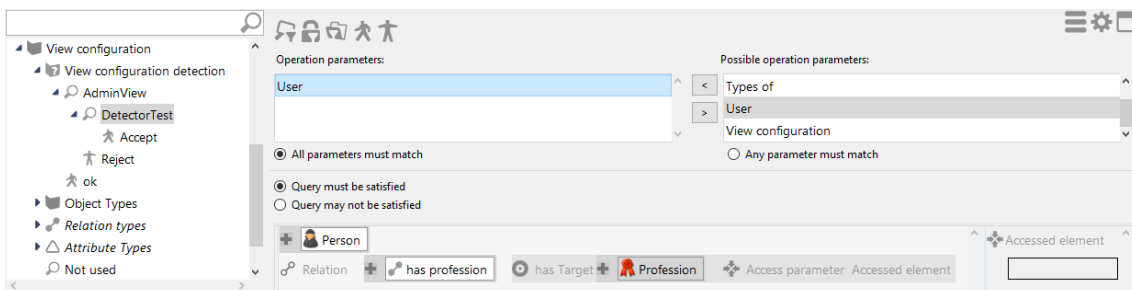 View configuration
View configuration detection
AdminView
DetectorTest
Accept
Reject
ok
Object Types
Relation types
Attribute Types
Not used
Operation parameters:
User
All parameters must match
Possible operation parameters:
<
>
Types of
User
View configuration
Any parameter must match
Query must be satisfied
Query may not be satisfied
Person
Relation has profession has Target Profession Access parameter Accessed element
Accessed element